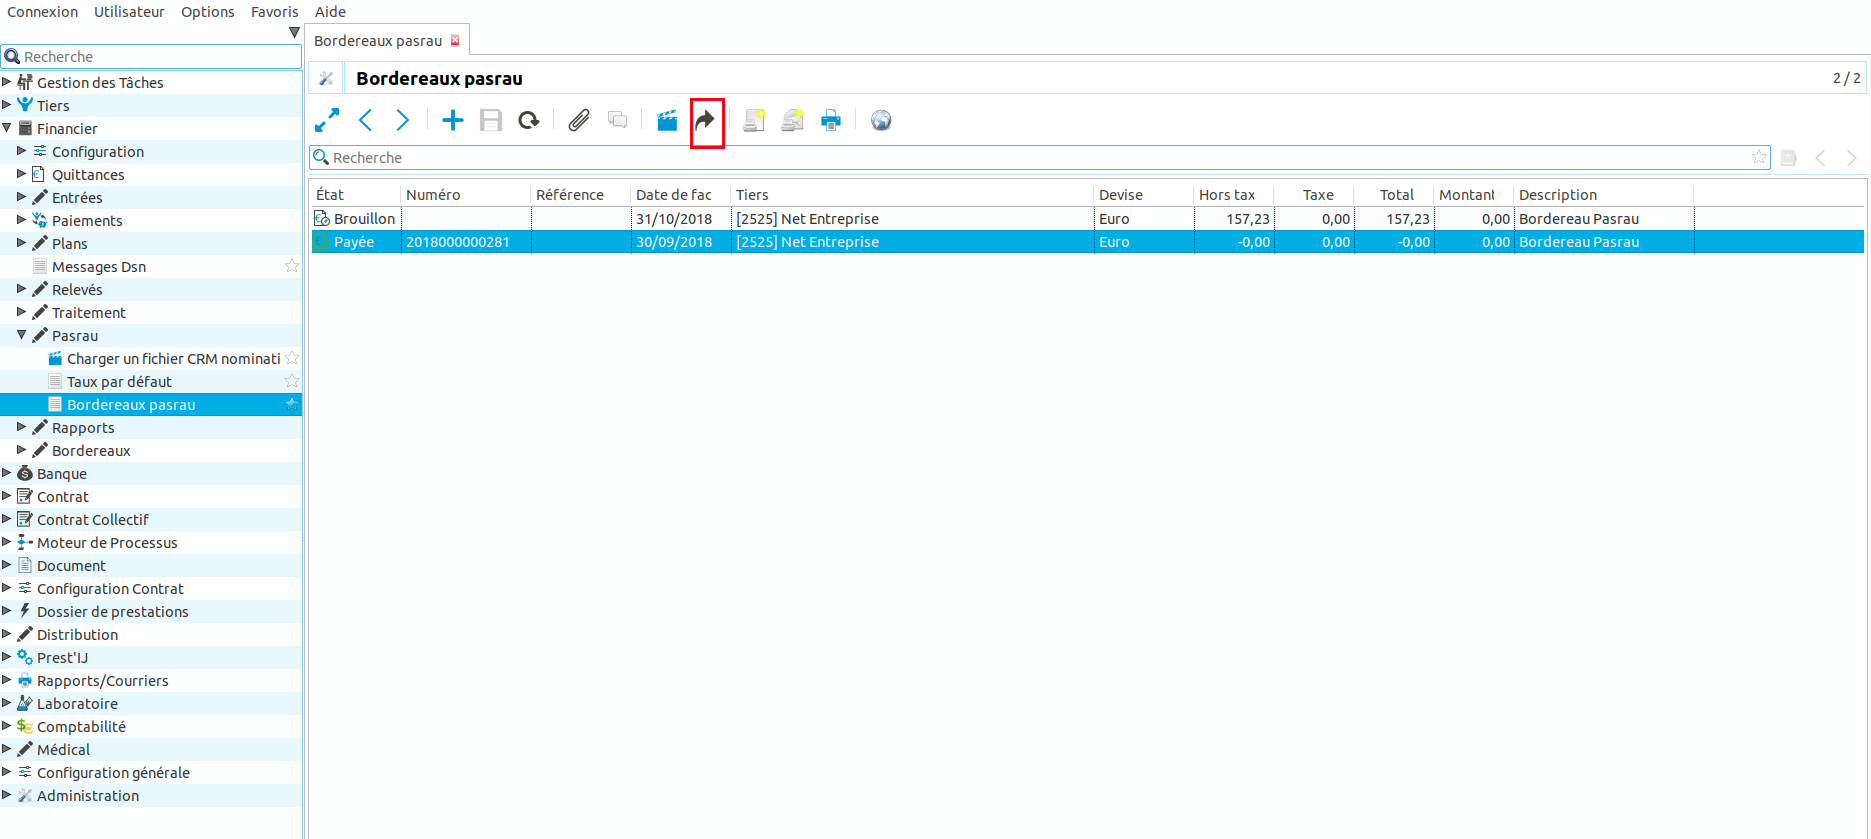 Connexion Utilisateur Options Favoris Aide
Recherche
Gestion des Tâches
Tiers
Financier
Configuration
Quittances
Entrées
Paiements
Plans
Messages Dsn
Relevés
Traitement
Pasrau
Charger un fichier CRM nominati
Taux par défaut
Bordereaux pasrau
Rapports
Bordereaux
Banque
Contrat
Contrat Collectif
Moteur de Processus
Document
Configuration Contrat
Dossier de prestations
Distribution
Prest'IJ
Rapports/Courriers
Laboratoire
Comptabilité
Médical
Configuration générale
Administration
Bordereaux pasrau
Bordereaux pasrau 2 / 2
Recherche
État Numéro Référence Date de fac Tiers Devise Hors tax Taxe Total Montant Description
Brouillon 31/10/2018 [2525] Net Entreprise Euro 157,23 0,00 157,23 0,00 Bordereau Pasrau
Payée 2018000000281 30/09/2018 [2525] Net Entreprise Euro -0,00 0,00 -0,00 0,00 Bordereau Pasrau